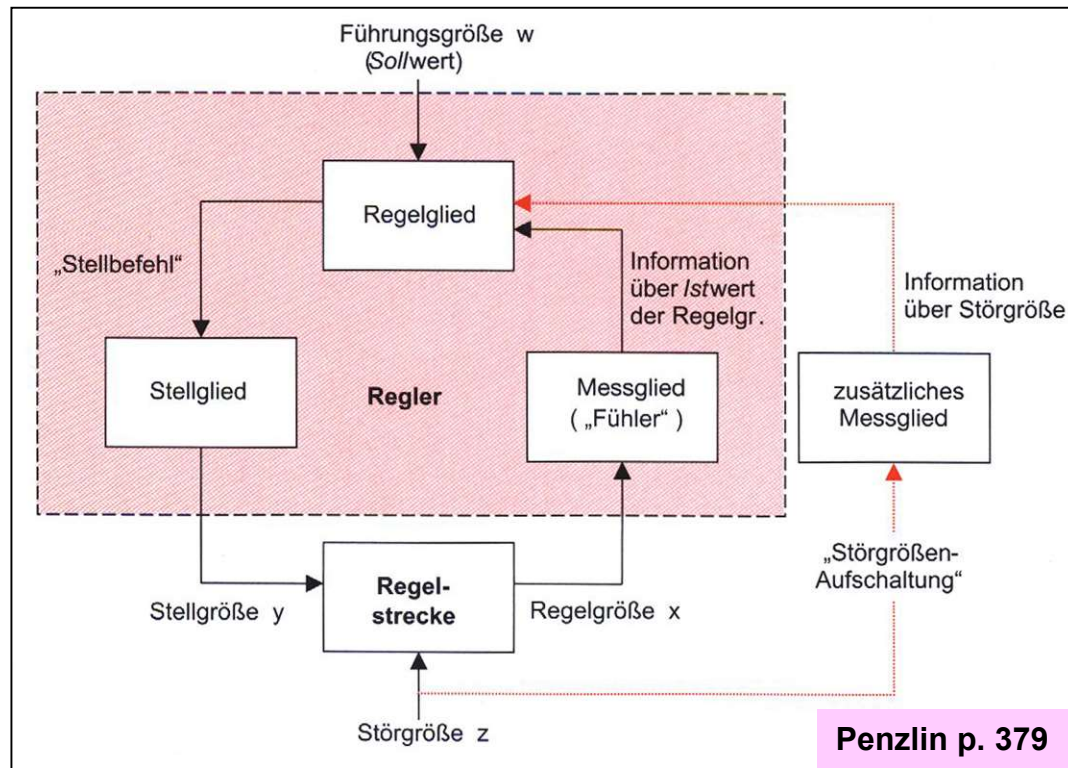 Führungsgröße w
(Sollwert)
Regelglied
„Stellbefehl“
Information
über Istwert
der Regelgr.
Information
über Störgröße
Stellglied
Regler
Messglied
( „Fühler“ )
zusätzliches
Messglied
„Störgrößen-
Aufschaltung“
Regel-
strecke
Stellgröße y
Regelgröße x
Störgröße z
Penzlin p. 379